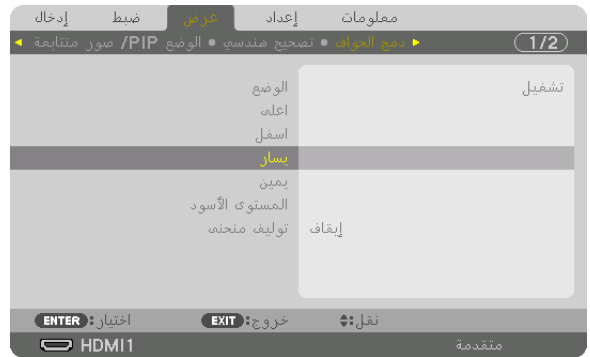 إدخال ضبط عرض إعداد معلومات
دمج الحواف • تصحيح هندسي • الوضع PIP/ صور متتابعة 1/2
الوضع تشغيل
اعلى
اسفل
يسار
يمين
المستوى الأسود
توليف منحنى إيقاف
ENTER :اختيار EXIT :خروج نقل:
HDMI1 متقدمة